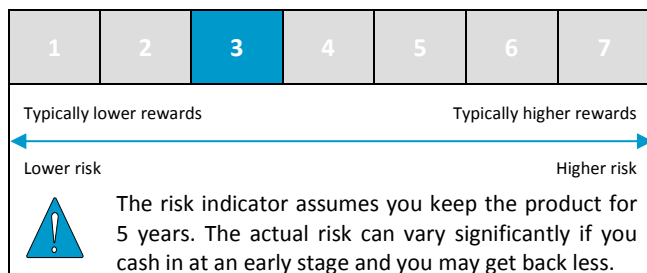 1 2 3 4 5 6 7
Typically lower rewards Typically higher rewards
Lower risk Higher risk
The risk indicator assumes you keep the product for
5 years. The actual risk can vary significantly if you
cash in at an early stage and you may get back less.